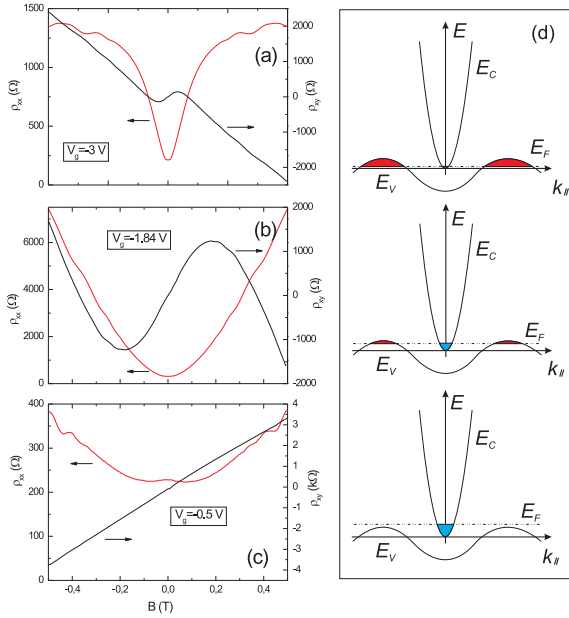 1500
1250
1000
750
500
250
0
ρxx (Ω)
(a)
Vg=-3 V
2000
1000
0
-1000
-2000
ρxy (Ω)
6000
4000
2000
0
ρxx (Ω)
(b)
Vg=-1.84 V
2000
1000
0
-1000
-2000
ρxy (Ω)
400
300
200
100
0
ρxx (Ω)
(c)
Vg=-0.5 V
4
3
2
1
0
-1
-2
-3
-4
ρxy (kΩ)
-0,4 -0,2 0,0 0,2 0,4
B (T)
(d)
E
EC
EF
EV
k//
E
EC
EF
EV
k//
E
EC
EF
EV
k//